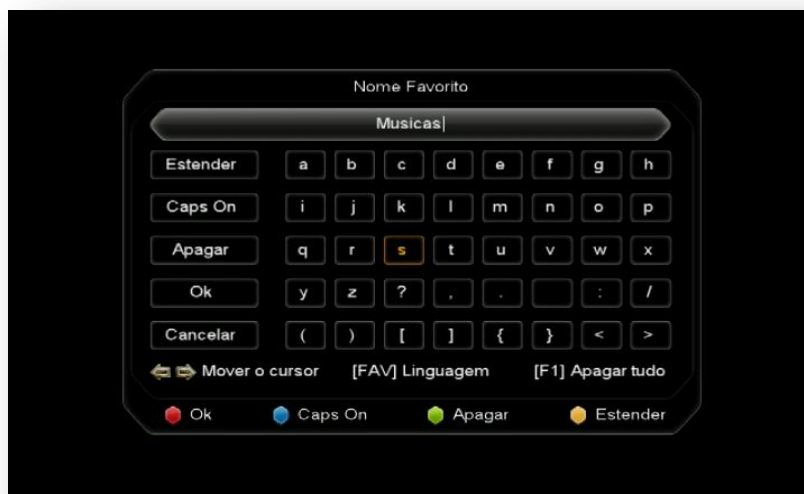 Nome Favorito
Musicas|
Estender a b c d e f g h
Caps On i j k l m n o p
Apagar q r s t u v w x
Ok y z ? , . : /
Cancelar ( ) [ ] { } < >
Mover o cursor [FAV] Linguagem [F1] Apagar tudo
Ok Caps On Apagar Estender